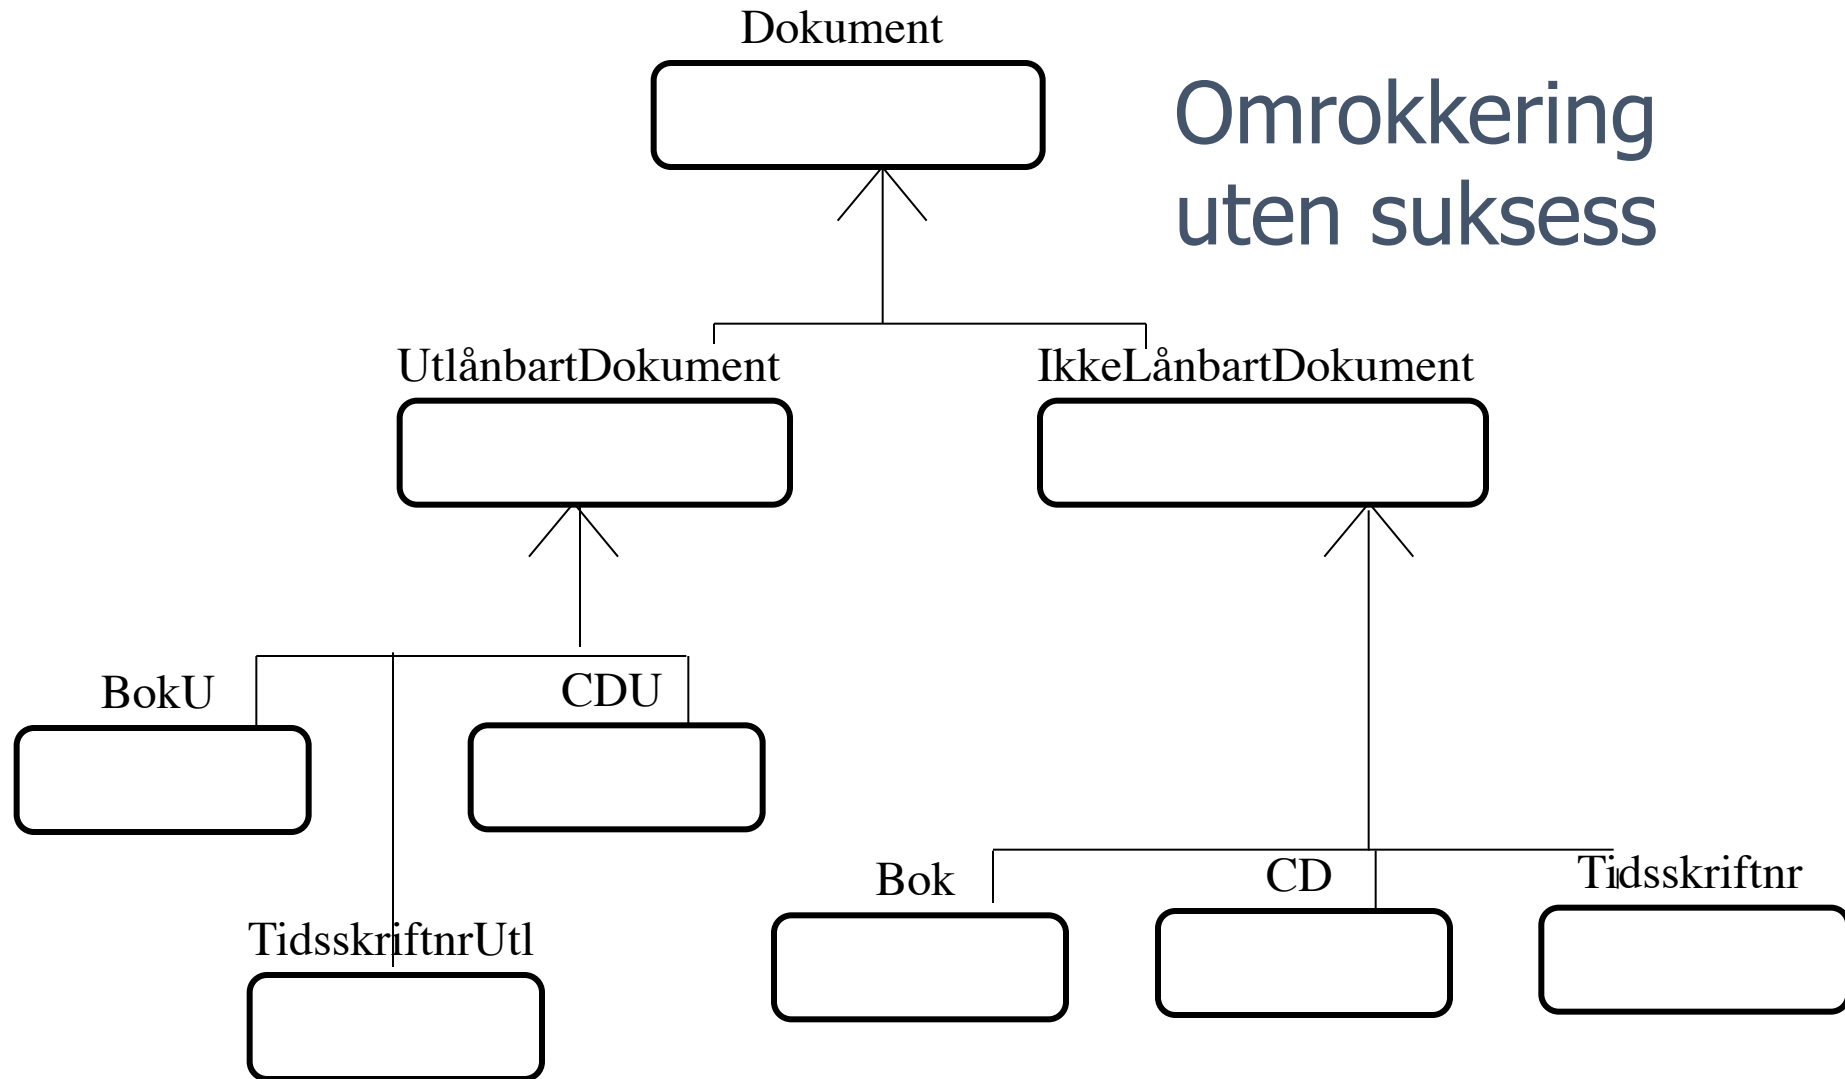 Dokument
Omrokkering
uten suksess
UtlånbartDokument
IkkeLånbartDokument
BokU
CDU
Bok
CD
Tidsskriftnr
TidsskriftnrUtl